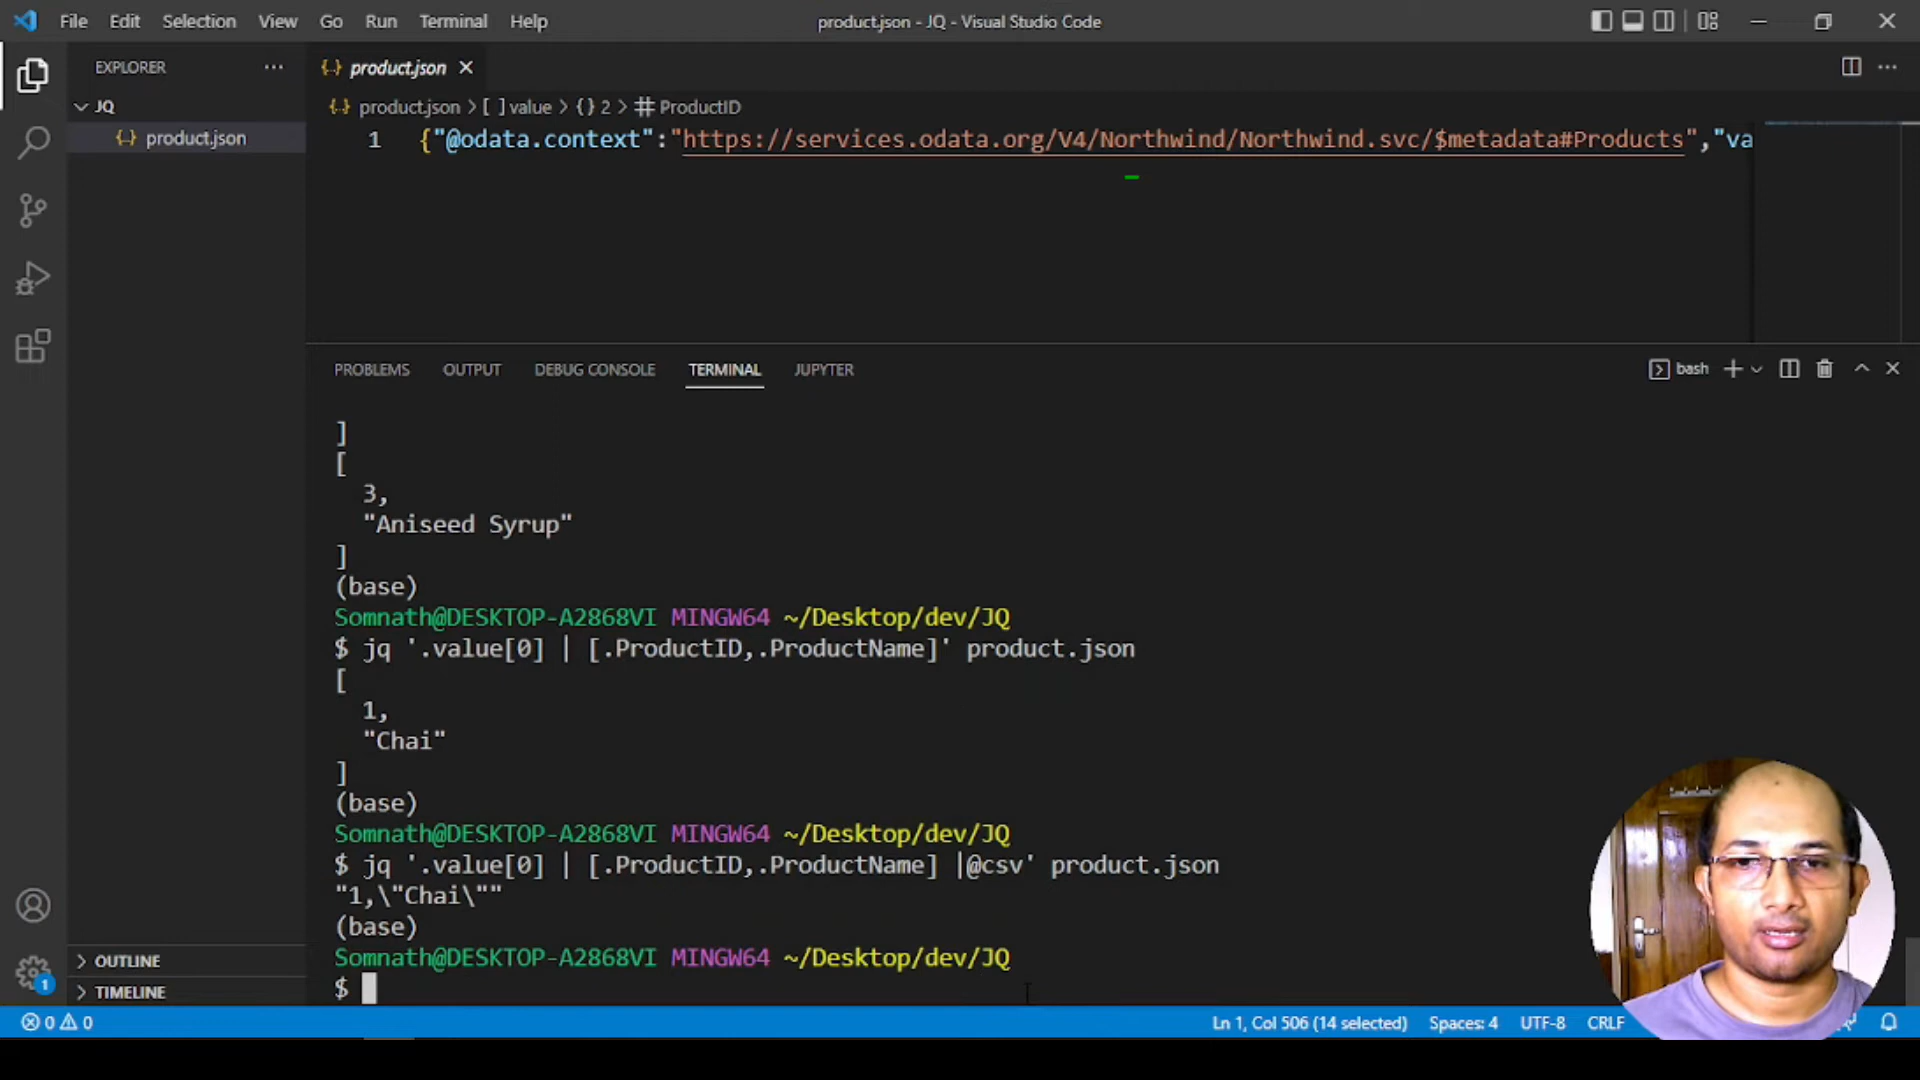 File Edit Selection View Go Run Terminal Help
product.json - JQ - Visual Studio Code
EXPLORER
product.json
JQ
product.json
product.json > [ ] value > {} 2 > # ProductID
1 {"@odata.context":"https://services.odata.org/V4/Northwind/Northwind.svc/$metadata#Products","va
PROBLEMS OUTPUT DEBUG CONSOLE TERMINAL JUPYTER
bash
]
[
3,
"Aniseed Syrup"
]
(base)
Somnath@DESKTOP-A2868VI MINGW64 ~/Desktop/dev/JQ
$ jq '.value[0] | [.ProductID,.ProductName]' product.json
[
1,
"Chai"
]
(base)
Somnath@DESKTOP-A2868VI MINGW64 ~/Desktop/dev/JQ
$ jq '.value[0] | [.ProductID,.ProductName] |@csv' product.json
"1,\"Chai\""
(base)
Somnath@DESKTOP-A2868VI MINGW64 ~/Desktop/dev/JQ
$
OUTLINE
1
TIMELINE
0 0
Ln 1, Col 506 (14 selected) Spaces: 4 UTF-8 CRLF